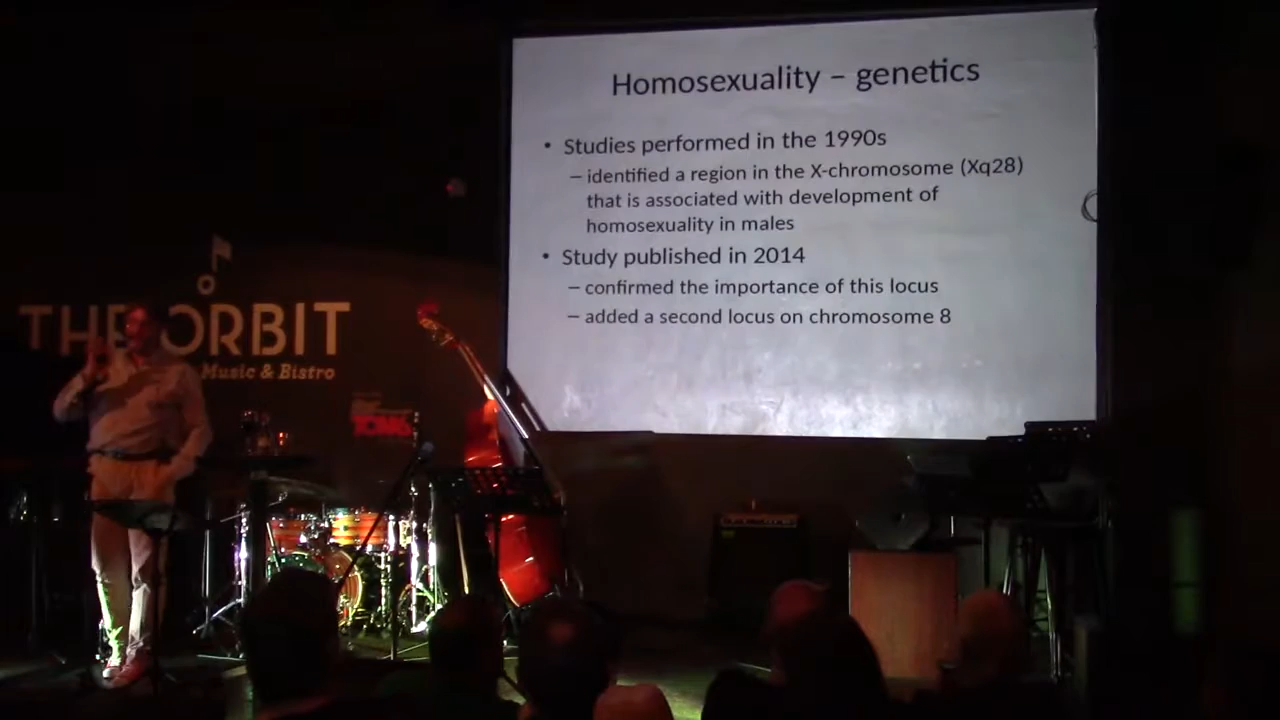 Homosexuality – genetics
• Studies performed in the 1990s
– identified a region in the X-chromosome (Xq28)
that is associated with development of
homosexuality in males
• Study published in 2014
– confirmed the importance of this locus
– added a second locus on chromosome 8
THE ORBIT
Music & Bistro